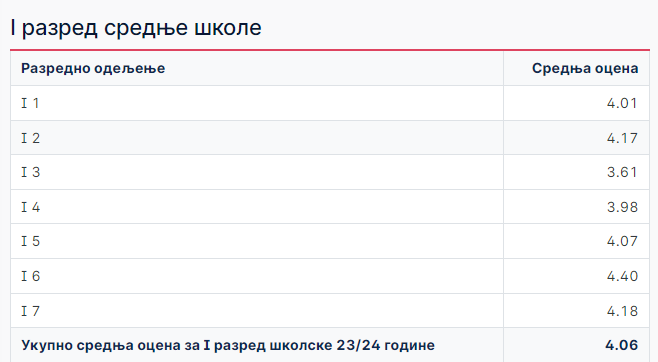 I разред средње школе
Разредно одељење Средња оцена
I 1 4.01
I 2 4.17
I 3 3.61
I 4 3.98
I 5 4.07
I 6 4.40
I 7 4.18
Укупно средња оцена за I разред школске 23/24 године 4.06